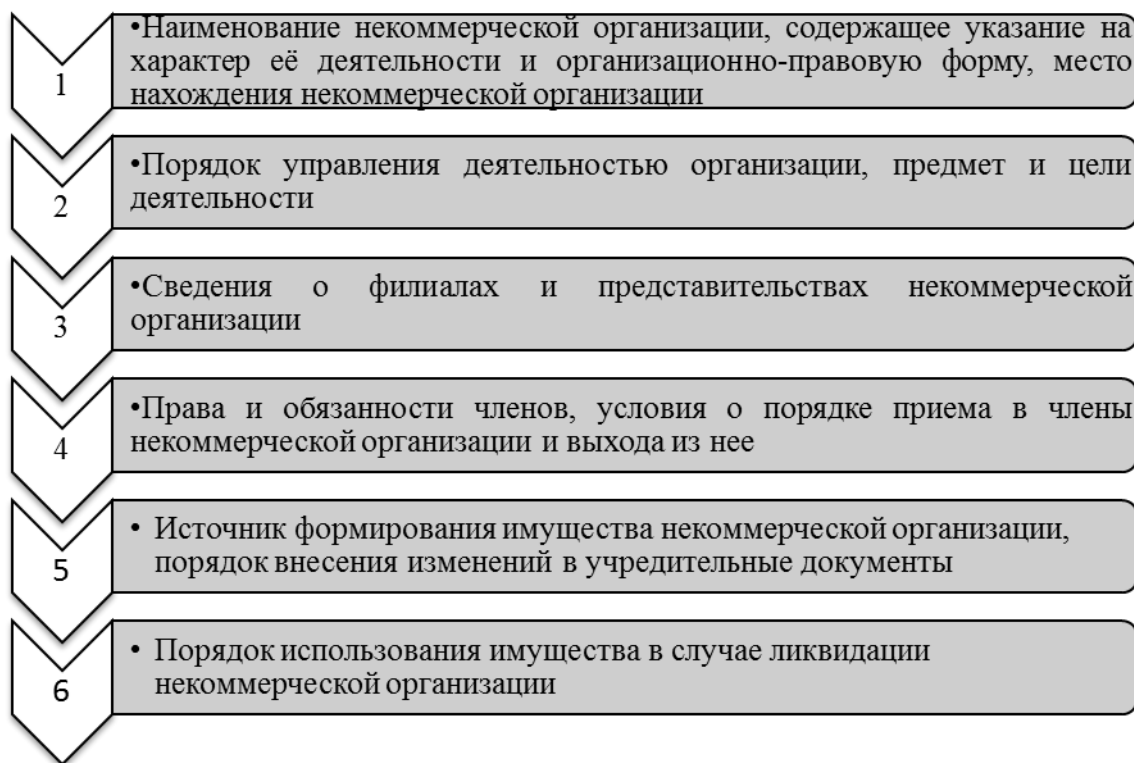 1
•Наименование некоммерческой организации, содержащее указание на
характер её деятельности и организационно-правовую форму, место
нахождения некоммерческой организации
2
•Порядок управления деятельностью организации, предмет и цели
деятельности
3
•Сведения о филиалах и представительствах некоммерческой
организации
4
•Права и обязанности членов, условия о порядке приема в члены
некоммерческой организации и выхода из нее
5
• Источник формирования имущества некоммерческой организации,
порядок внесения изменений в учредительные документы
6
• Порядок использования имущества в случае ликвидации
некоммерческой организации